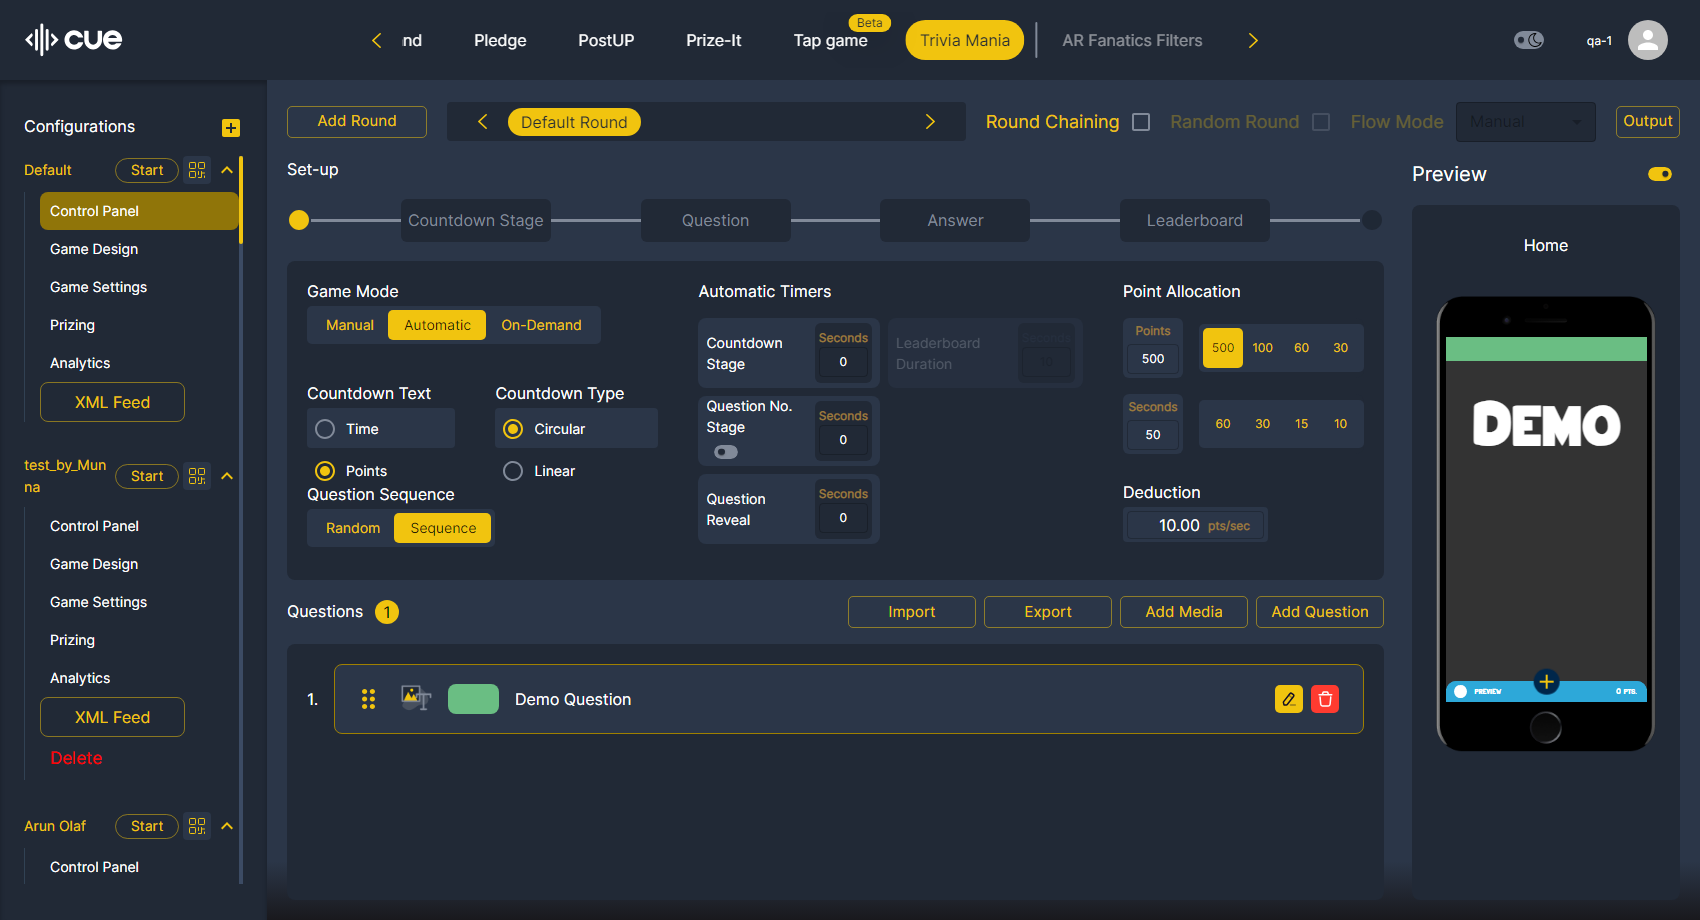 cue
nd
Pledge
PostUP
Prize-It
Tap game
Beta
Trivia Mania
AR Fanatics Filters
qa-1
Configurations
Default
Start
Control Panel
Game Design
Game Settings
Prizing
Analytics
XML Feed
test_by_Mun
na
Start
Control Panel
Game Design
Game Settings
Prizing
Analytics
XML Feed
Delete
Arun Olaf
Start
Control Panel
Add Round
Default Round
Round Chaining
Random Round
Flow Mode
Manual
Output
Set-up
Countdown Stage
Question
Answer
Leaderboard
Game Mode
Manual
Automatic
On-Demand
Countdown Text
Time
Points
Countdown Type
Circular
Linear
Question Sequence
Random
Sequence
Automatic Timers
Countdown
Stage
Seconds
0
Leaderboard
Duration
Seconds
10
Question No.
Stage
Seconds
0
Question
Reveal
Seconds
0
Point Allocation
Points
500
500
100
60
30
Seconds
50
60
30
15
10
Deduction
10.00 pts/sec
Questions 1
Import
Export
Add Media
Add Question
1.
T
Demo Question
Preview
Home
DEMO
PREVIEW
0 PTS.